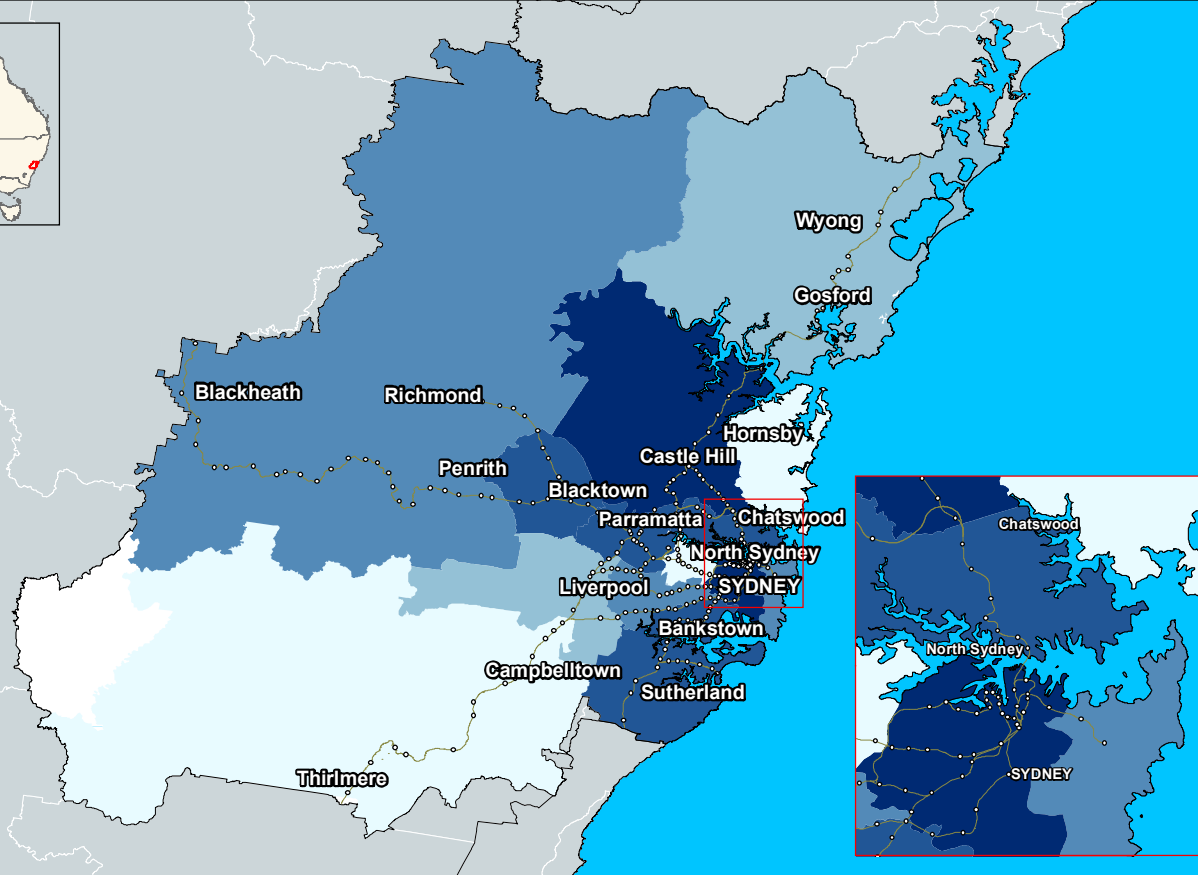 Wyong
Gosford
Blackheath
Richmond
Hornsby
Castle Hill
Penrith
Blacktown
Parramatta
Chatswood
North Sydney
Liverpool
SYDNEY
Bankstown
Campbelltown
Sutherland
Thirlmere
Chatswood
North Sydney
SYDNEY